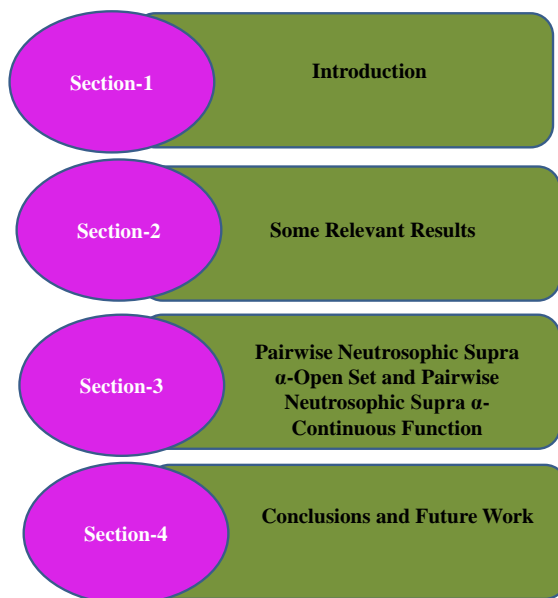 Section-1
Introduction
Section-2
Some Relevant Results
Section-3
Pairwise Neutrosophic Supra
α-Open Set and Pairwise
Neutrosophic Supra α-
Continuous Function
Section-4
Conclusions and Future Work